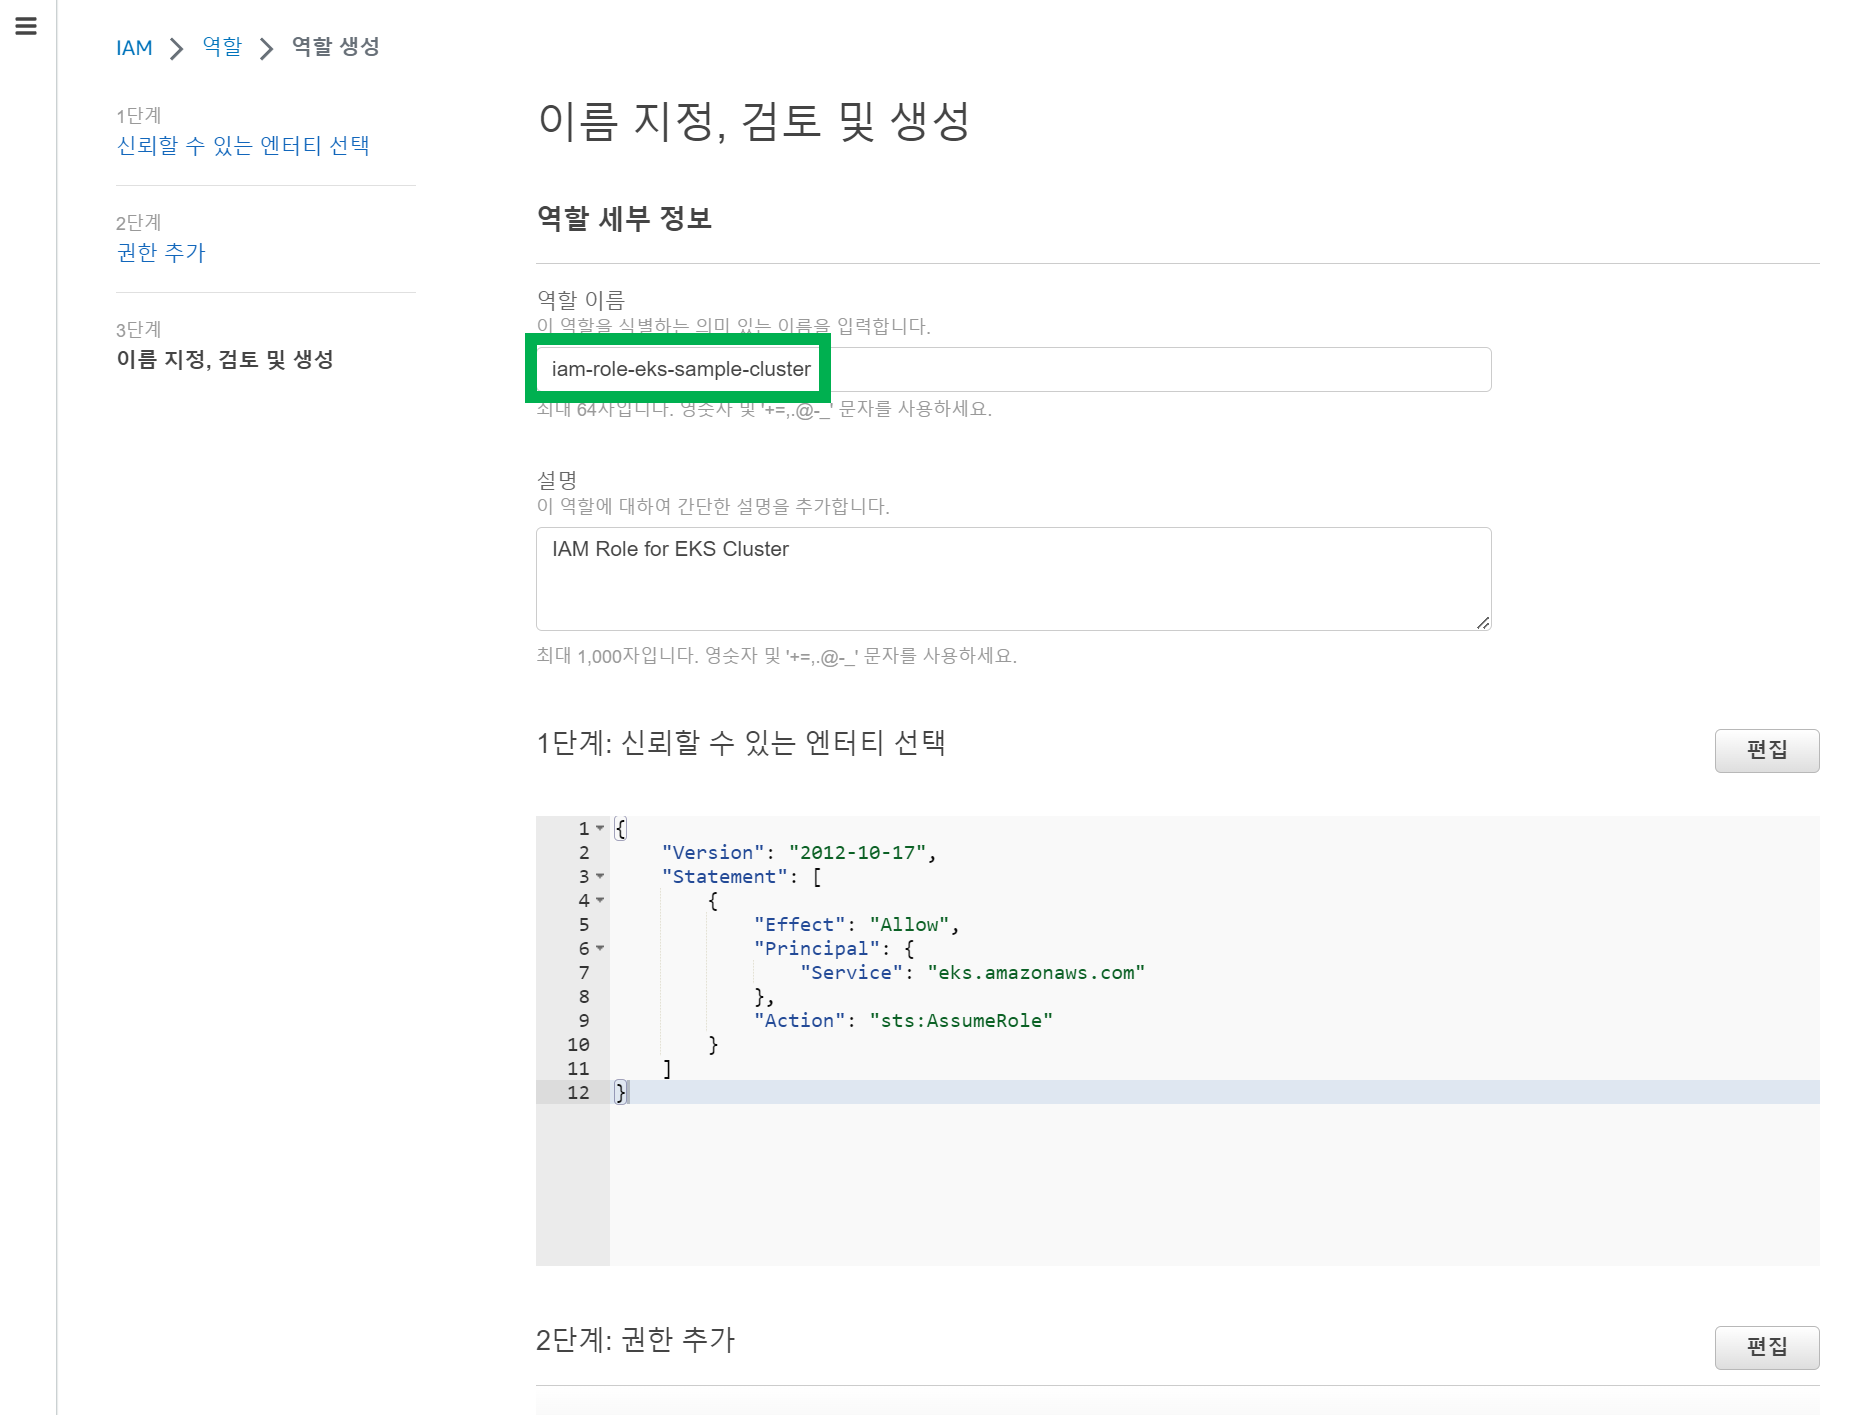 IAM > 역할 > 역할 생성
1단계
신뢰할 수 있는 엔터티 선택
2단계
권한 추가
3단계
이름 지정, 검토 및 생성
이름 지정, 검토 및 생성
역할 세부 정보
역할 이름
이 역할을 식별하는 의미 있는 이름을 입력합니다.
iam-role-eks-sample-cluster
최대 64자입니다. 영숫자 및 '+=,.@-_' 문자를 사용하세요.
설명
이 역할에 대하여 간단한 설명을 추가합니다.
IAM Role for EKS Cluster
최대 1,000자입니다. 영숫자 및 '+=,.@-_' 문자를 사용하세요.
1단계: 신뢰할 수 있는 엔터티 선택
편집
1 {
2 "Version": "2012-10-17",
3 "Statement": [
4 {
5 "Effect": "Allow",
6 "Principal": {
7 "Service": "eks.amazonaws.com"
8 },
9 "Action": "sts:AssumeRole"
10 }
11 ]
12 }
2단계: 권한 추가
편집